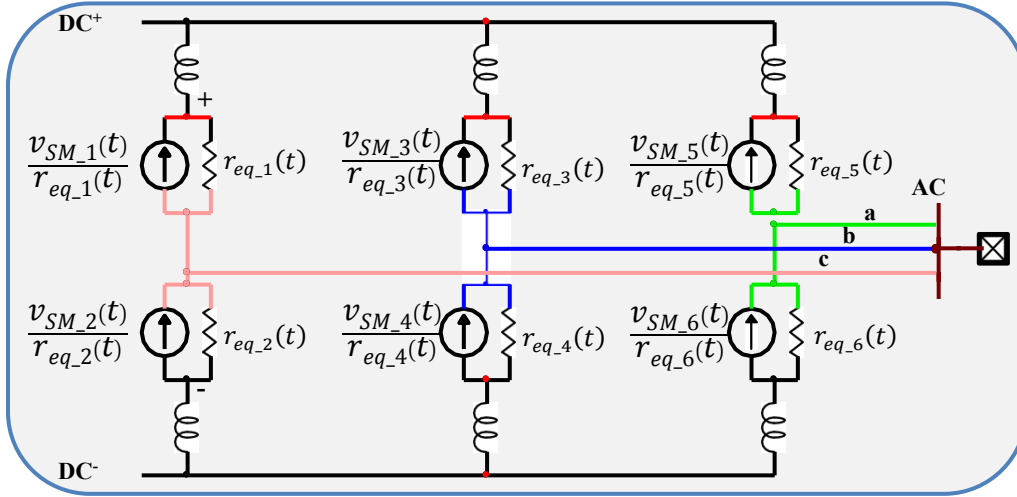 DC⁺
+
v_SM_1(t)
r_eq_1(t)
r_eq_1(t)
v_SM_3(t)
r_eq_3(t)
r_eq_3(t)
v_SM_5(t)
r_eq_5(t)
r_eq_5(t)
AC
a
b
c
v_SM_2(t)
r_eq_2(t)
r_eq_2(t)
v_SM_4(t)
r_eq_4(t)
r_eq_4(t)
v_SM_6(t)
r_eq_6(t)
r_eq_6(t)
-
DC⁻